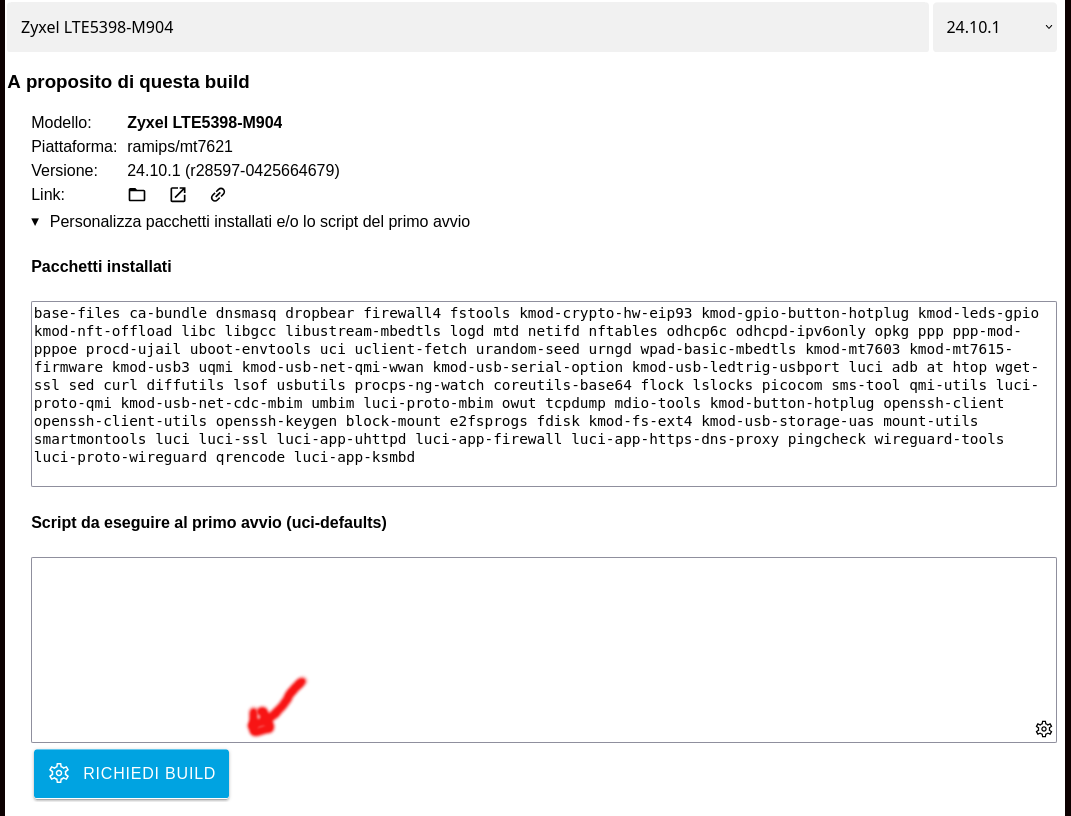 Zyxel LTE5398-M904
24.10.1
A proposito di questa build
Modello: Zyxel LTE5398-M904
Piattaforma: ramips/mt7621
Versione: 24.10.1 (r28597-0425664679)
Link:
▼ Personalizza pacchetti installati e/o lo script del primo avvio
Pacchetti installati
base-files ca-bundle dnsmasq dropbear firewall4 fstools kmod-crypto-hw-eip93 kmod-gpio-button-hotplug kmod-leds-gpio
kmod-nft-offload libc libgcc libustream-mbedtls logd mtd netifd nftables odhcp6c odhcpd-ipv6only opkg ppp ppp-mod-
pppoe procd-ujail uboot-envtools uci uclient-fetch urandom-seed urngd wpad-basic-mbedtls kmod-mt7603 kmod-mt7615-
firmware kmod-usb3 uqmi kmod-usb-net-qmi-wwan kmod-usb-serial-option kmod-usb-ledtrig-usbport luci adb at htop wget-
ssl sed curl diffutils lsof usbutils procps-ng-watch coreutils-base64 flock lslocks picocom sms-tool qmi-utils luci-
proto-qmi kmod-usb-net-cdc-mbim umbim luci-proto-mbim owut tcpdump mdio-tools kmod-button-hotplug openssh-client
openssh-client-utils openssh-keygen block-mount e2fsprogs fdisk kmod-fs-ext4 kmod-usb-storage-uas mount-utils
smartmontools luci luci-ssl luci-app-uhttpd luci-app-firewall luci-app-https-dns-proxy pingcheck wireguard-tools
luci-proto-wireguard qrencode luci-app-ksmbd
Script da eseguire al primo avvio (uci-defaults)
RICHIEDI BUILD